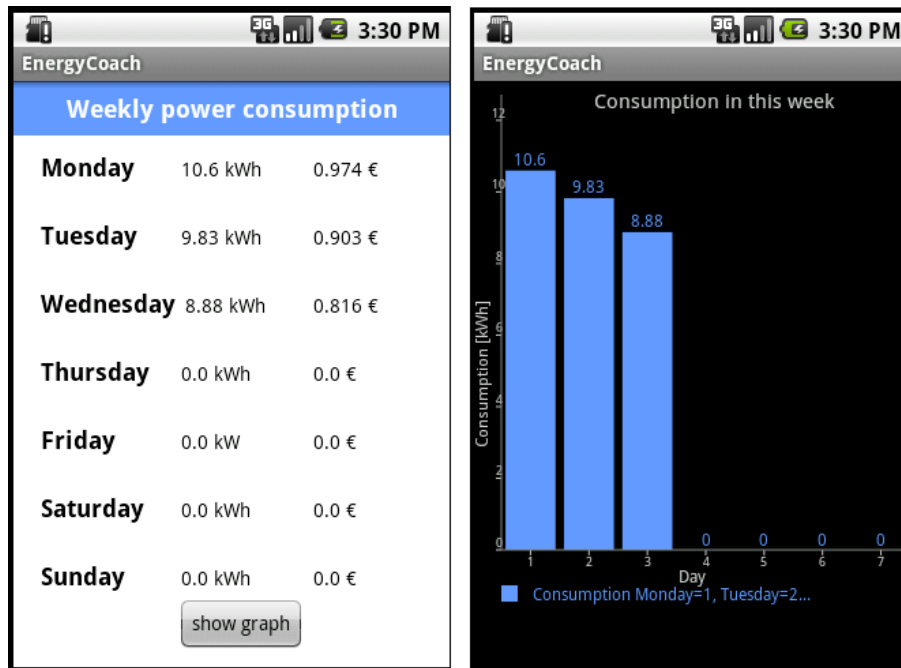 3G 3:30 PM
EnergyCoach
Weekly power consumption
Monday 10.6 kWh 0.974 €
Tuesday 9.83 kWh 0.903 €
Wednesday 8.88 kWh 0.816 €
Thursday 0.0 kWh 0.0 €
Friday 0.0 kW 0.0 €
Saturday 0.0 kWh 0.0 €
Sunday 0.0 kWh 0.0 €
show graph
3G 3:30 PM
EnergyCoach
Consumption in this week
12
10
8
6
4
2
0
Consumption [kWh]
10.6 9.83 8.88 0 0 0 0
1 2 3 4 5 6 7
Day
Consumption Monday=1, Tuesday=2...